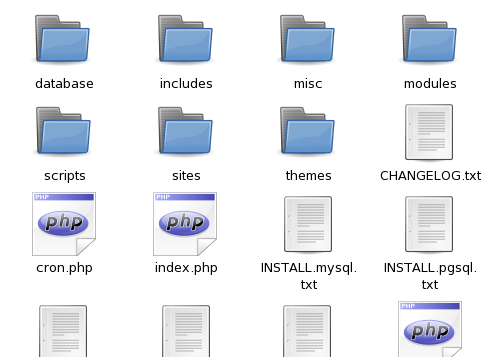 database
includes
misc
modules
scripts
sites
themes
CHANGELOG.txt
PHP
php
cron.php
PHP
php
index.php
INSTALL.mysql.
txt
INSTALL.pgsql.
txt
PHP
php